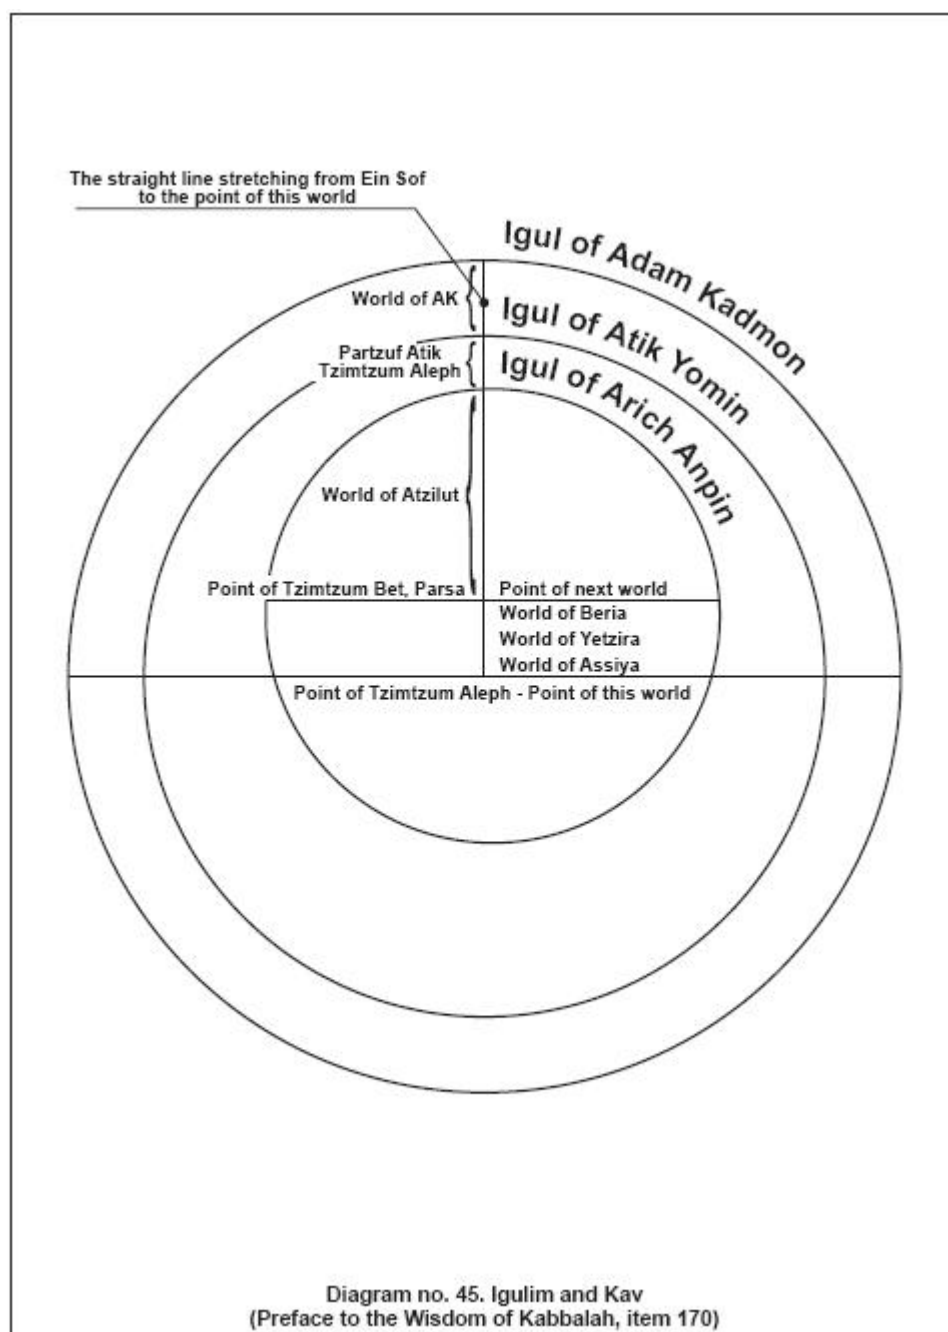 The straight line stretching from Ein Sof
to the point of this world
Igul of Adam Kadmon
World of AK
Igul of Atik Yomin
Partzuf Atik
Tzimtzum Aleph
Igul of Arich Anpin
World of Atzilut
Point of Tzimtzum Bet, Parsa
Point of next world
World of Beria
World of Yetzira
World of Assiya
Point of Tzimtzum Aleph - Point of this world
Diagram no. 45. Igulim and Kav
(Preface to the Wisdom of Kabbalah, item 170)